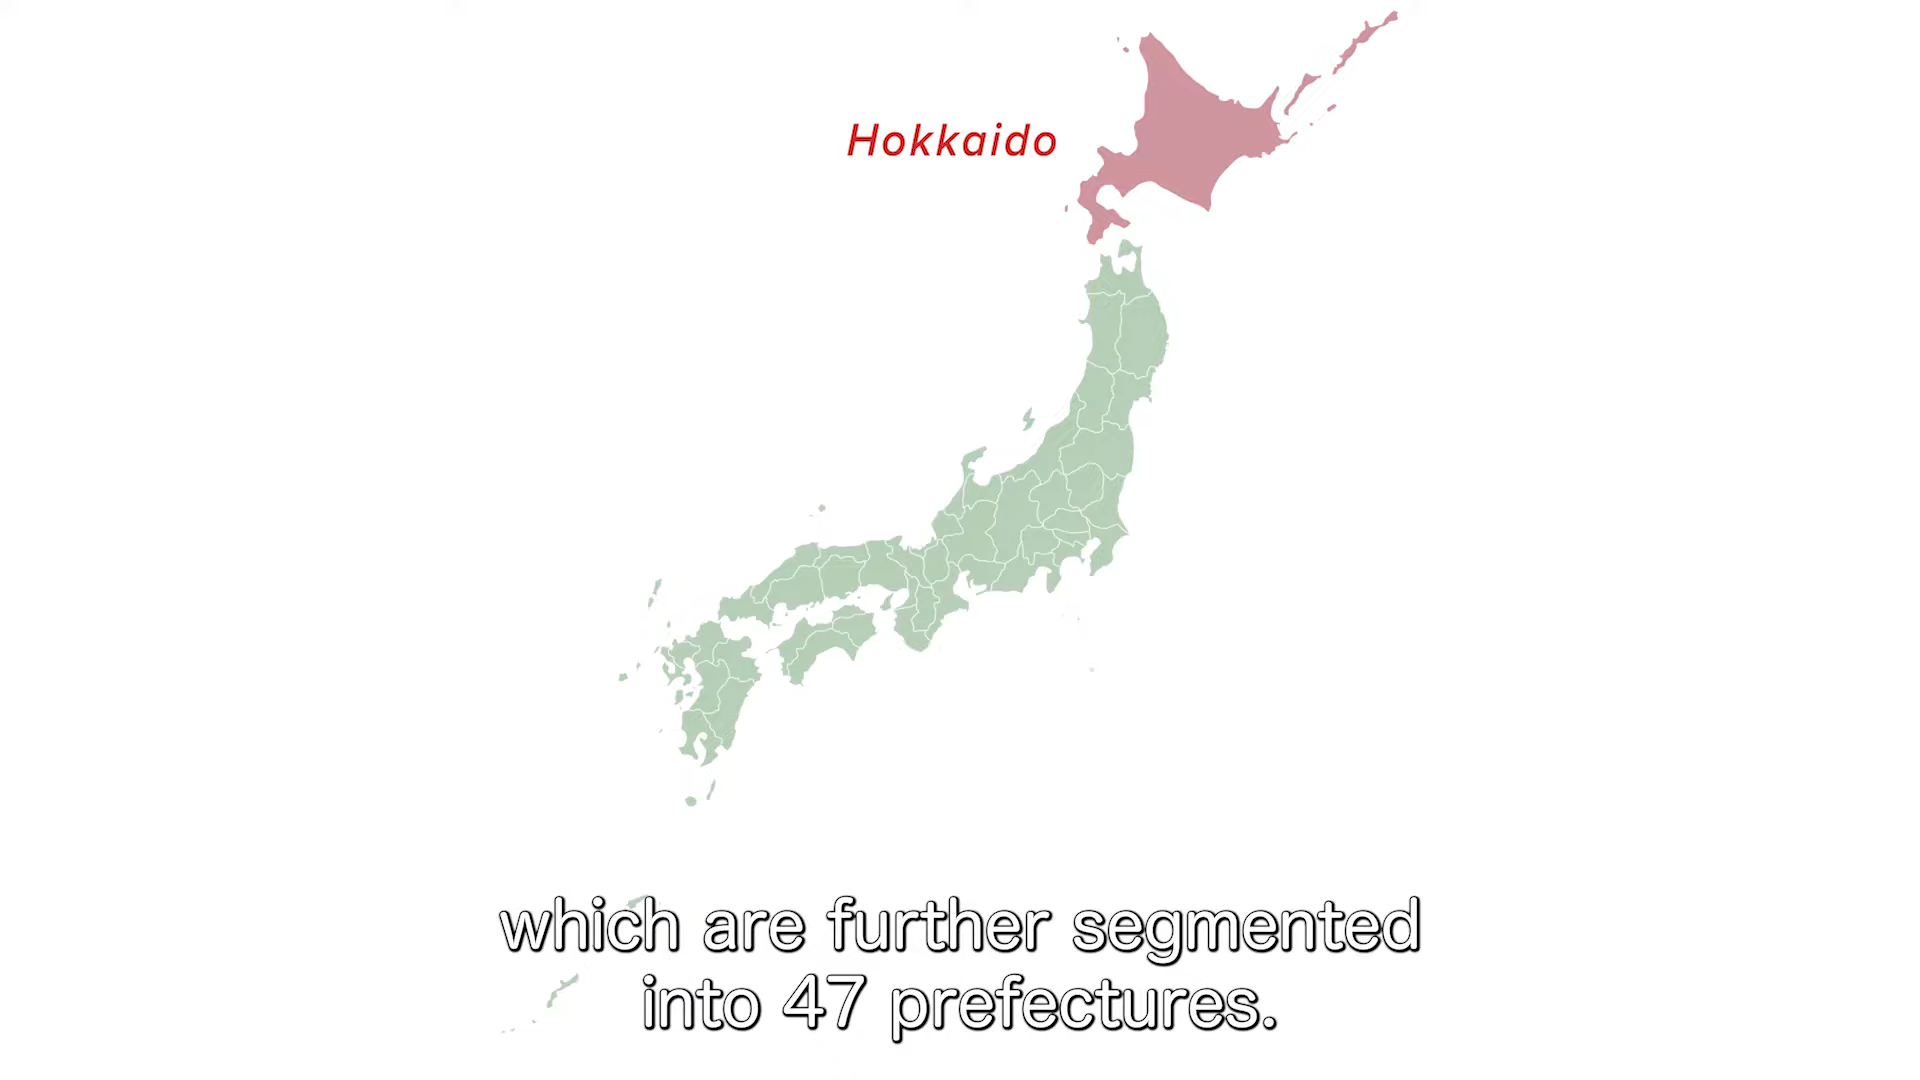 Hokkaido
which are further segmented
into 47 prefectures.